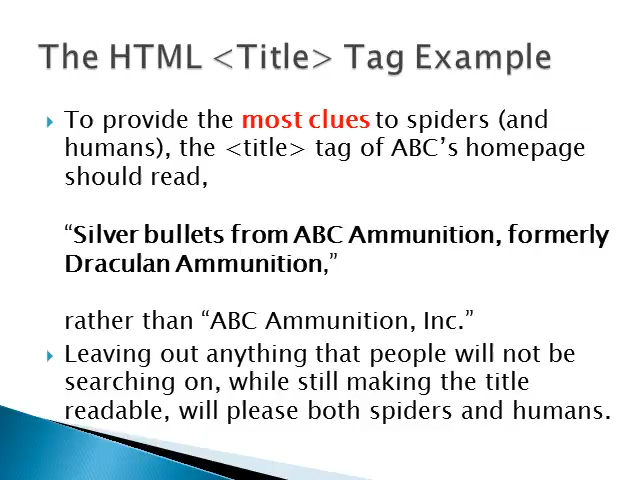 The HTML <Title> Tag Example
To provide the most clues to spiders (and
humans), the <title> tag of ABC’s homepage
should read,
“Silver bullets from ABC Ammunition, formerly
Draculan Ammunition,”
rather than “ABC Ammunition, Inc.”
Leaving out anything that people will not be
searching on, while still making the title
readable, will please both spiders and humans.